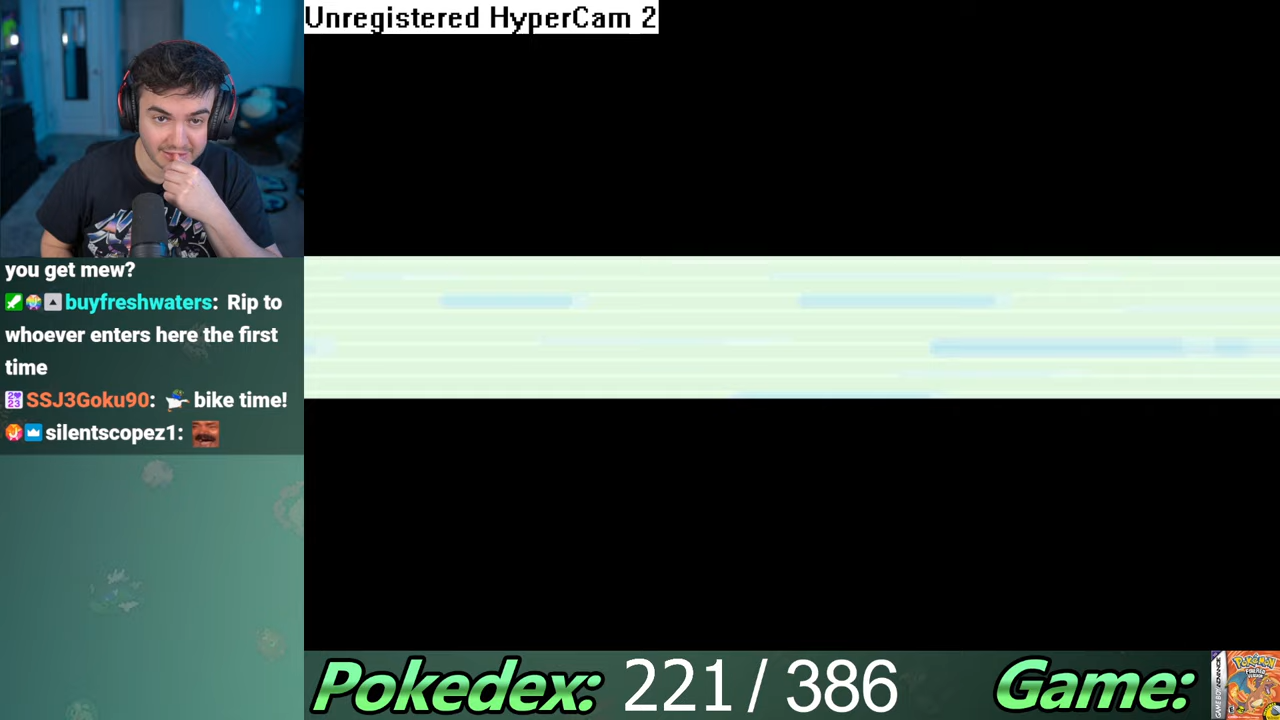 Unregistered HyperCam 2
you get mew?
buyfreshwaters: Rip to
whoever enters here the first
time
SSJ3Goku90: bike time!
silentscopez1:
Pokedex: 221 / 386
Game: